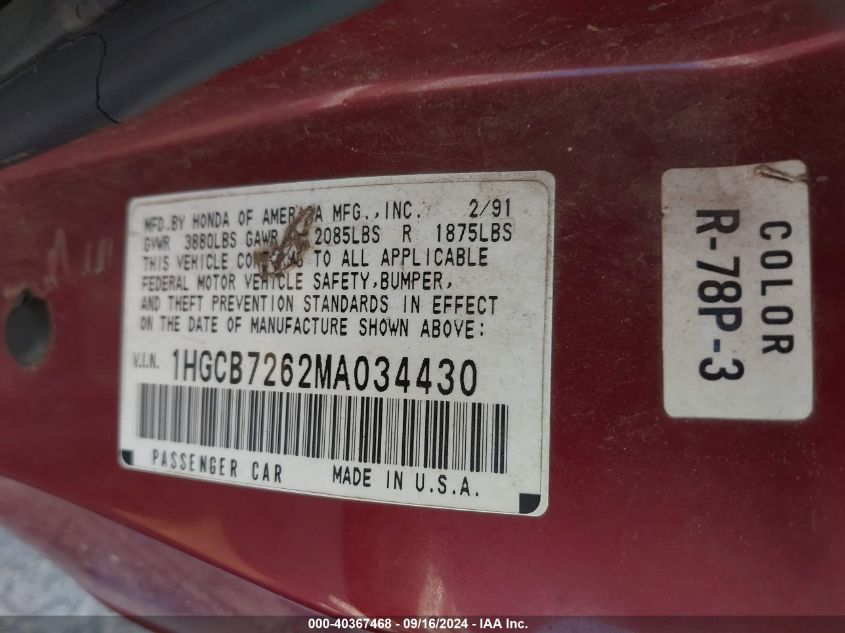 MFD.BY HONDA OF AMERICA MFG.,INC. 2/91
GVWR 3880LBS GAWR 2085LBS R 1875LBS
THIS VEHICLE CONFORMS TO ALL APPLICABLE
FEDERAL MOTOR VEHICLE SAFETY,BUMPER,
AND THEFT PREVENTION STANDARDS IN EFFECT
ON THE DATE OF MANUFACTURE SHOWN ABOVE:
V.I.N. 1HGCB7262MA034430
PASSENGER CAR MADE IN U.S.A.
COLOR
R-78P-3
000-40367468 - 09/16/2024 - IAA Inc.